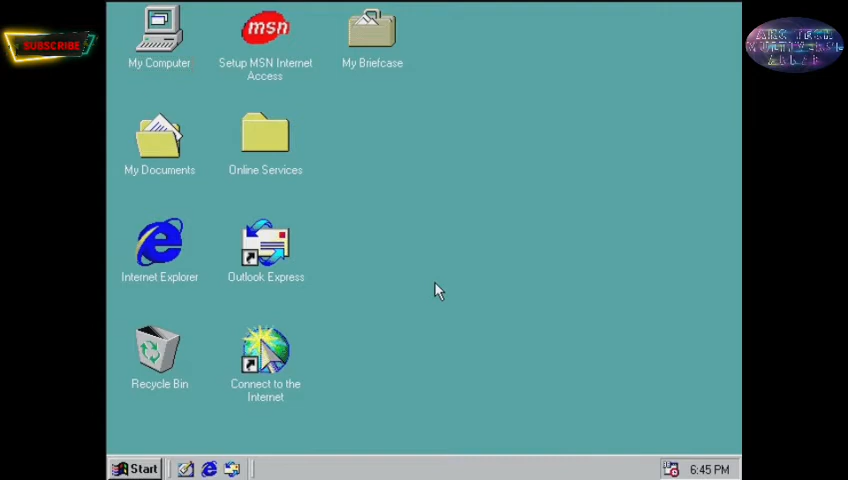 SUBSCRIBE
My Computer
msn
Setup MSN Internet
Access
My Briefcase
My Documents
Online Services
Internet Explorer
Outlook Express
Recycle Bin
Connect to the
Internet
Start
6:45 PM